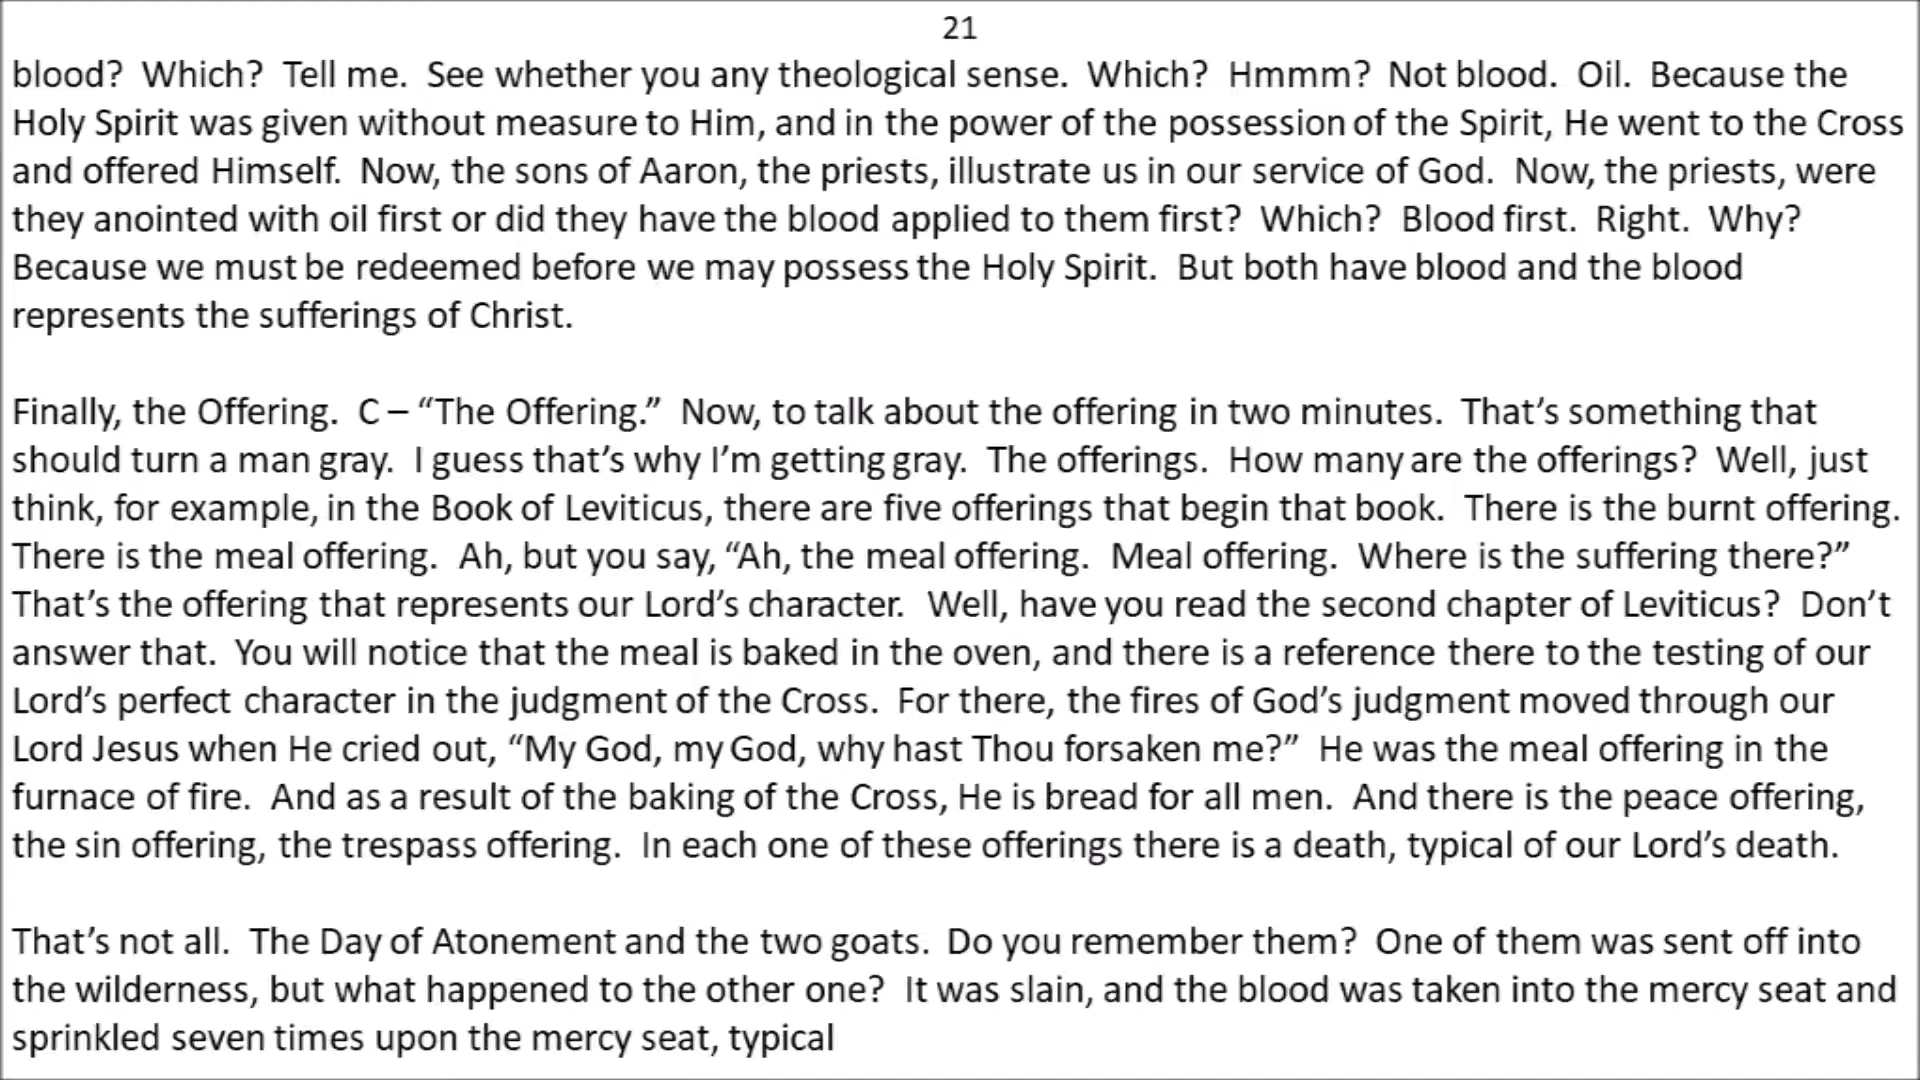 21
blood? Which? Tell me. See whether you any theological sense. Which? Hmmm? Not blood. Oil. Because the
Holy Spirit was given without measure to Him, and in the power of the possession of the Spirit, He went to the Cross
and offered Himself. Now, the sons of Aaron, the priests, illustrate us in our service of God. Now, the priests, were
they anointed with oil first or did they have the blood applied to them first? Which? Blood first. Right. Why?
Because we must be redeemed before we may possess the Holy Spirit. But both have blood and the blood
represents the sufferings of Christ.
Finally, the Offering. C – “The Offering.” Now, to talk about the offering in two minutes. That’s something that
should turn a man gray. I guess that’s why I’m getting gray. The offerings. How many are the offerings? Well, just
think, for example, in the Book of Leviticus, there are five offerings that begin that book. There is the burnt offering.
There is the meal offering. Ah, but you say, “Ah, the meal offering. Meal offering. Where is the suffering there?”
That’s the offering that represents our Lord’s character. Well, have you read the second chapter of Leviticus? Don’t
answer that. You will notice that the meal is baked in the oven, and there is a reference there to the testing of our
Lord’s perfect character in the judgment of the Cross. For there, the fires of God’s judgment moved through our
Lord Jesus when He cried out, “My God, my God, why hast Thou forsaken me?” He was the meal offering in the
furnace of fire. And as a result of the baking of the Cross, He is bread for all men. And there is the peace offering,
the sin offering, the trespass offering. In each one of these offerings there is a death, typical of our Lord’s death.
That’s not all. The Day of Atonement and the two goats. Do you remember them? One of them was sent off into
the wilderness, but what happened to the other one? It was slain, and the blood was taken into the mercy seat and
sprinkled seven times upon the mercy seat, typical